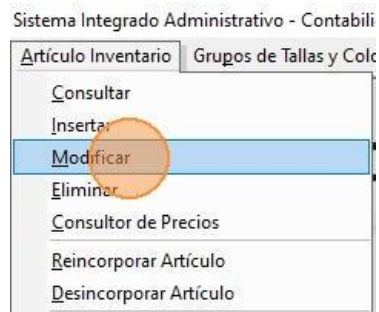 Sistema Integrado Administrativo - Contabili
Artículo Inventario Grupos de Tallas y Colo
Consultar
Insertar
Modificar
Eliminar
Consultor de Precios
Reincorporar Artículo
Desincorporar Artículo